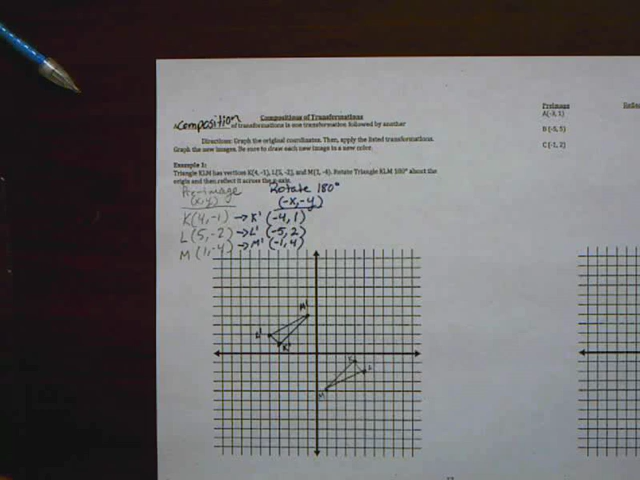 Compositions of Transformations
A composition of transformations is one transformation followed by another
Directions: Graph the original coordinates. Then, apply the listed transformations.
Graph the new images. Be sure to draw each new image in a new color.
Example 1:
Triangle KLM has vertices K(4, -1), L(5, -2), and M(1, -4). Rotate Triangle KLM 180° about the
origin and then reflect it across the
Pre-image Rotate 180°
(x,y) (-x,-y)
K(4,-1) → K' (-4, 1)
L(5,-2) → L' (-5, 2)
M(1,-4) → M' (-1, 4)
M'
L'
K'
K
L
M
Preimage
A(-3, 1)
C(-1, 2)